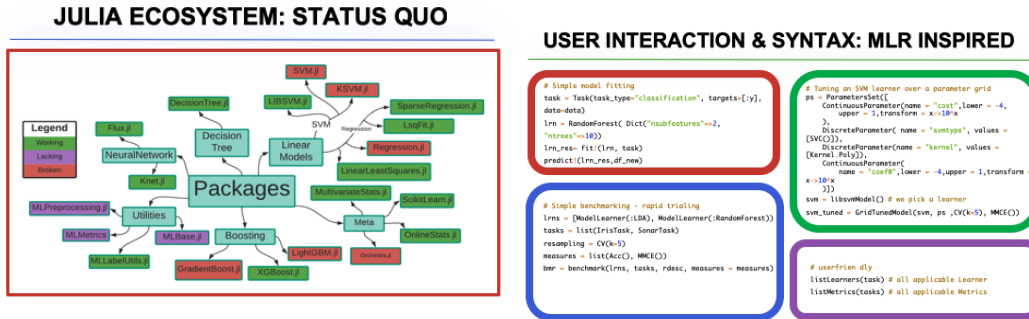 JULIA ECOSYSTEM: STATUS QUO
SVM.jl
KSVM.jl
LIBSVM.jl
DecisionTree.jl
SparseRegression.jl
SVM
Regression
LsqFit.jl
Legend
Working
Lacking
Broken
Flux.jl
Decision
Tree
Linear
Models
Regression.jl
NeuralNetwork
LinearLeastSquares.jl
Knet.jl
Packages
MultivariateStats.jl
ScikitLearn.jl
MLPreprocessing.jl
Utilities
Meta
MLMetrics
MLBase.jl
Boosting
OnlineStats.jl
MLLabelUtils.jl
LightGBM.jl
Orchestra.jl
GradientBoost.jl
XGBoost.jl
USER INTERACTION & SYNTAX: MLR INSPIRED
# Simple model fitting
task = Task(task_type="classification", targets=[:y],
data=data)
lrn = RandomForest( Dict("nsubfeatures"=>2,
"ntrees"=>10))
lrn_res= fit!(lrn, task)
predict!(lrn_res,df_new)
# Tuning an SVM learner over a parameter grid
ps = ParametersSet([
ContinuousParameter(name = "cost",lower = -4,
upper = 1,transform = x->10^x
),
DiscreteParameter( name = "svmtype", values =
[SVC()]),
DiscreteParameter(name = "kernel", values =
[Kernel.Poly]),
ContinuousParameter(
name = "coef0",lower = -4,upper = 1,transform =
x->10^x
)])
svm = libsvmModel() # we pick a learner
svm_tuned = GridTunedModel(svm, ps ,CV(k=5), MMCE())
# Simple benchmarking - rapid trialing
lrns = [ModelLearner(:LDA), ModelLearner(:RandomForest))
tasks = list(IrisTask, SonarTask)
resampling = CV(k=5)
measures = list(Acc(), MMCE())
bmr = benchmark(lrns, tasks, rdesc, measures = measures)
# userfrien dly
listLearners(task) # all applicable Learner
listMetrics(tasks) # all applicable Metrics